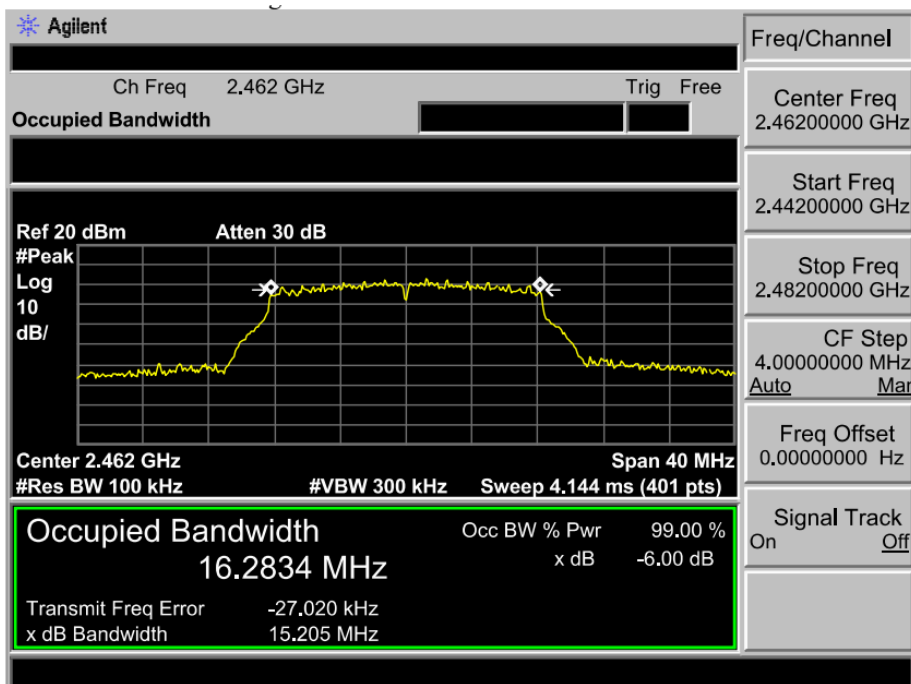 Agilent
Freq/Channel
Ch Freq 2.462 GHz Trig Free
Occupied Bandwidth
Center Freq
2.46200000 GHz
Start Freq
2.44200000 GHz
Ref 20 dBm Atten 30 dB
#Peak
Log
10
dB/
Stop Freq
2.48200000 GHz
CF Step
4.00000000 MHz
Auto Man
Freq Offset
0.00000000 Hz
Center 2.462 GHz Span 40 MHz
#Res BW 100 kHz #VBW 300 kHz Sweep 4.144 ms (401 pts)
Signal Track
On Off
Occupied Bandwidth Occ BW % Pwr 99.00 %
16.2834 MHz x dB -6.00 dB
Transmit Freq Error -27.020 kHz
x dB Bandwidth 15.205 MHz